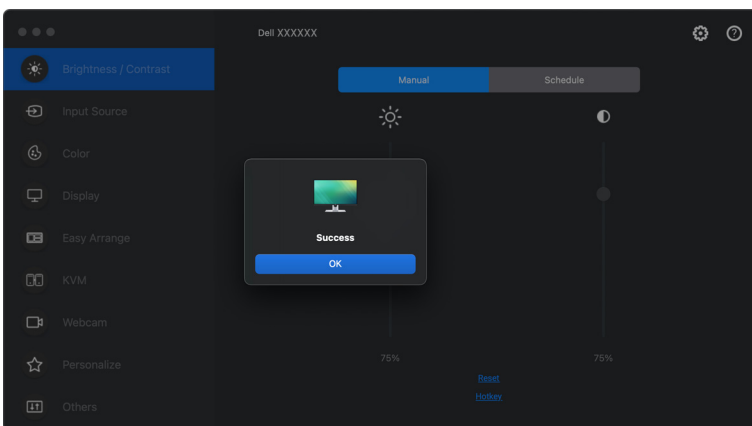 Dell XXXXXX
Brightness / Contrast
Manual
Schedule
Input Source
Color
Display
Easy Arrange
KVM
Webcam
Personalize
Others
Success
OK
75%
75%
Reset
Hotkey